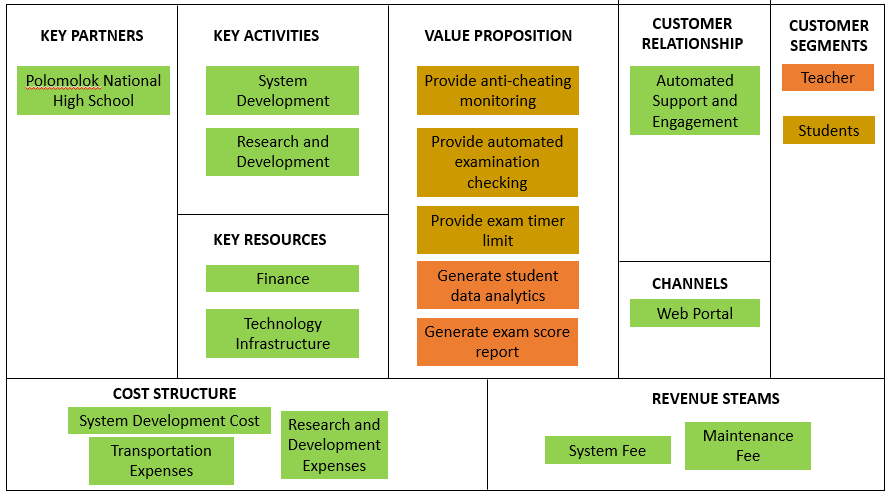 KEY PARTNERS
Polomolok National
High School
KEY ACTIVITIES
System
Development
Research and
Development
KEY RESOURCES
Finance
Technology
Infrastructure
VALUE PROPOSITION
Provide anti-cheating
monitoring
Provide automated
examination
checking
Provide exam timer
limit
Generate student
data analytics
Generate exam score
report
CUSTOMER
RELATIONSHIP
Automated
Support and
Engagement
CHANNELS
Web Portal
CUSTOMER
SEGMENTS
Teacher
Students
COST STRUCTURE
System Development Cost
Transportation
Expenses
Research and
Development
Expenses
REVENUE STEAMS
System Fee
Maintenance
Fee